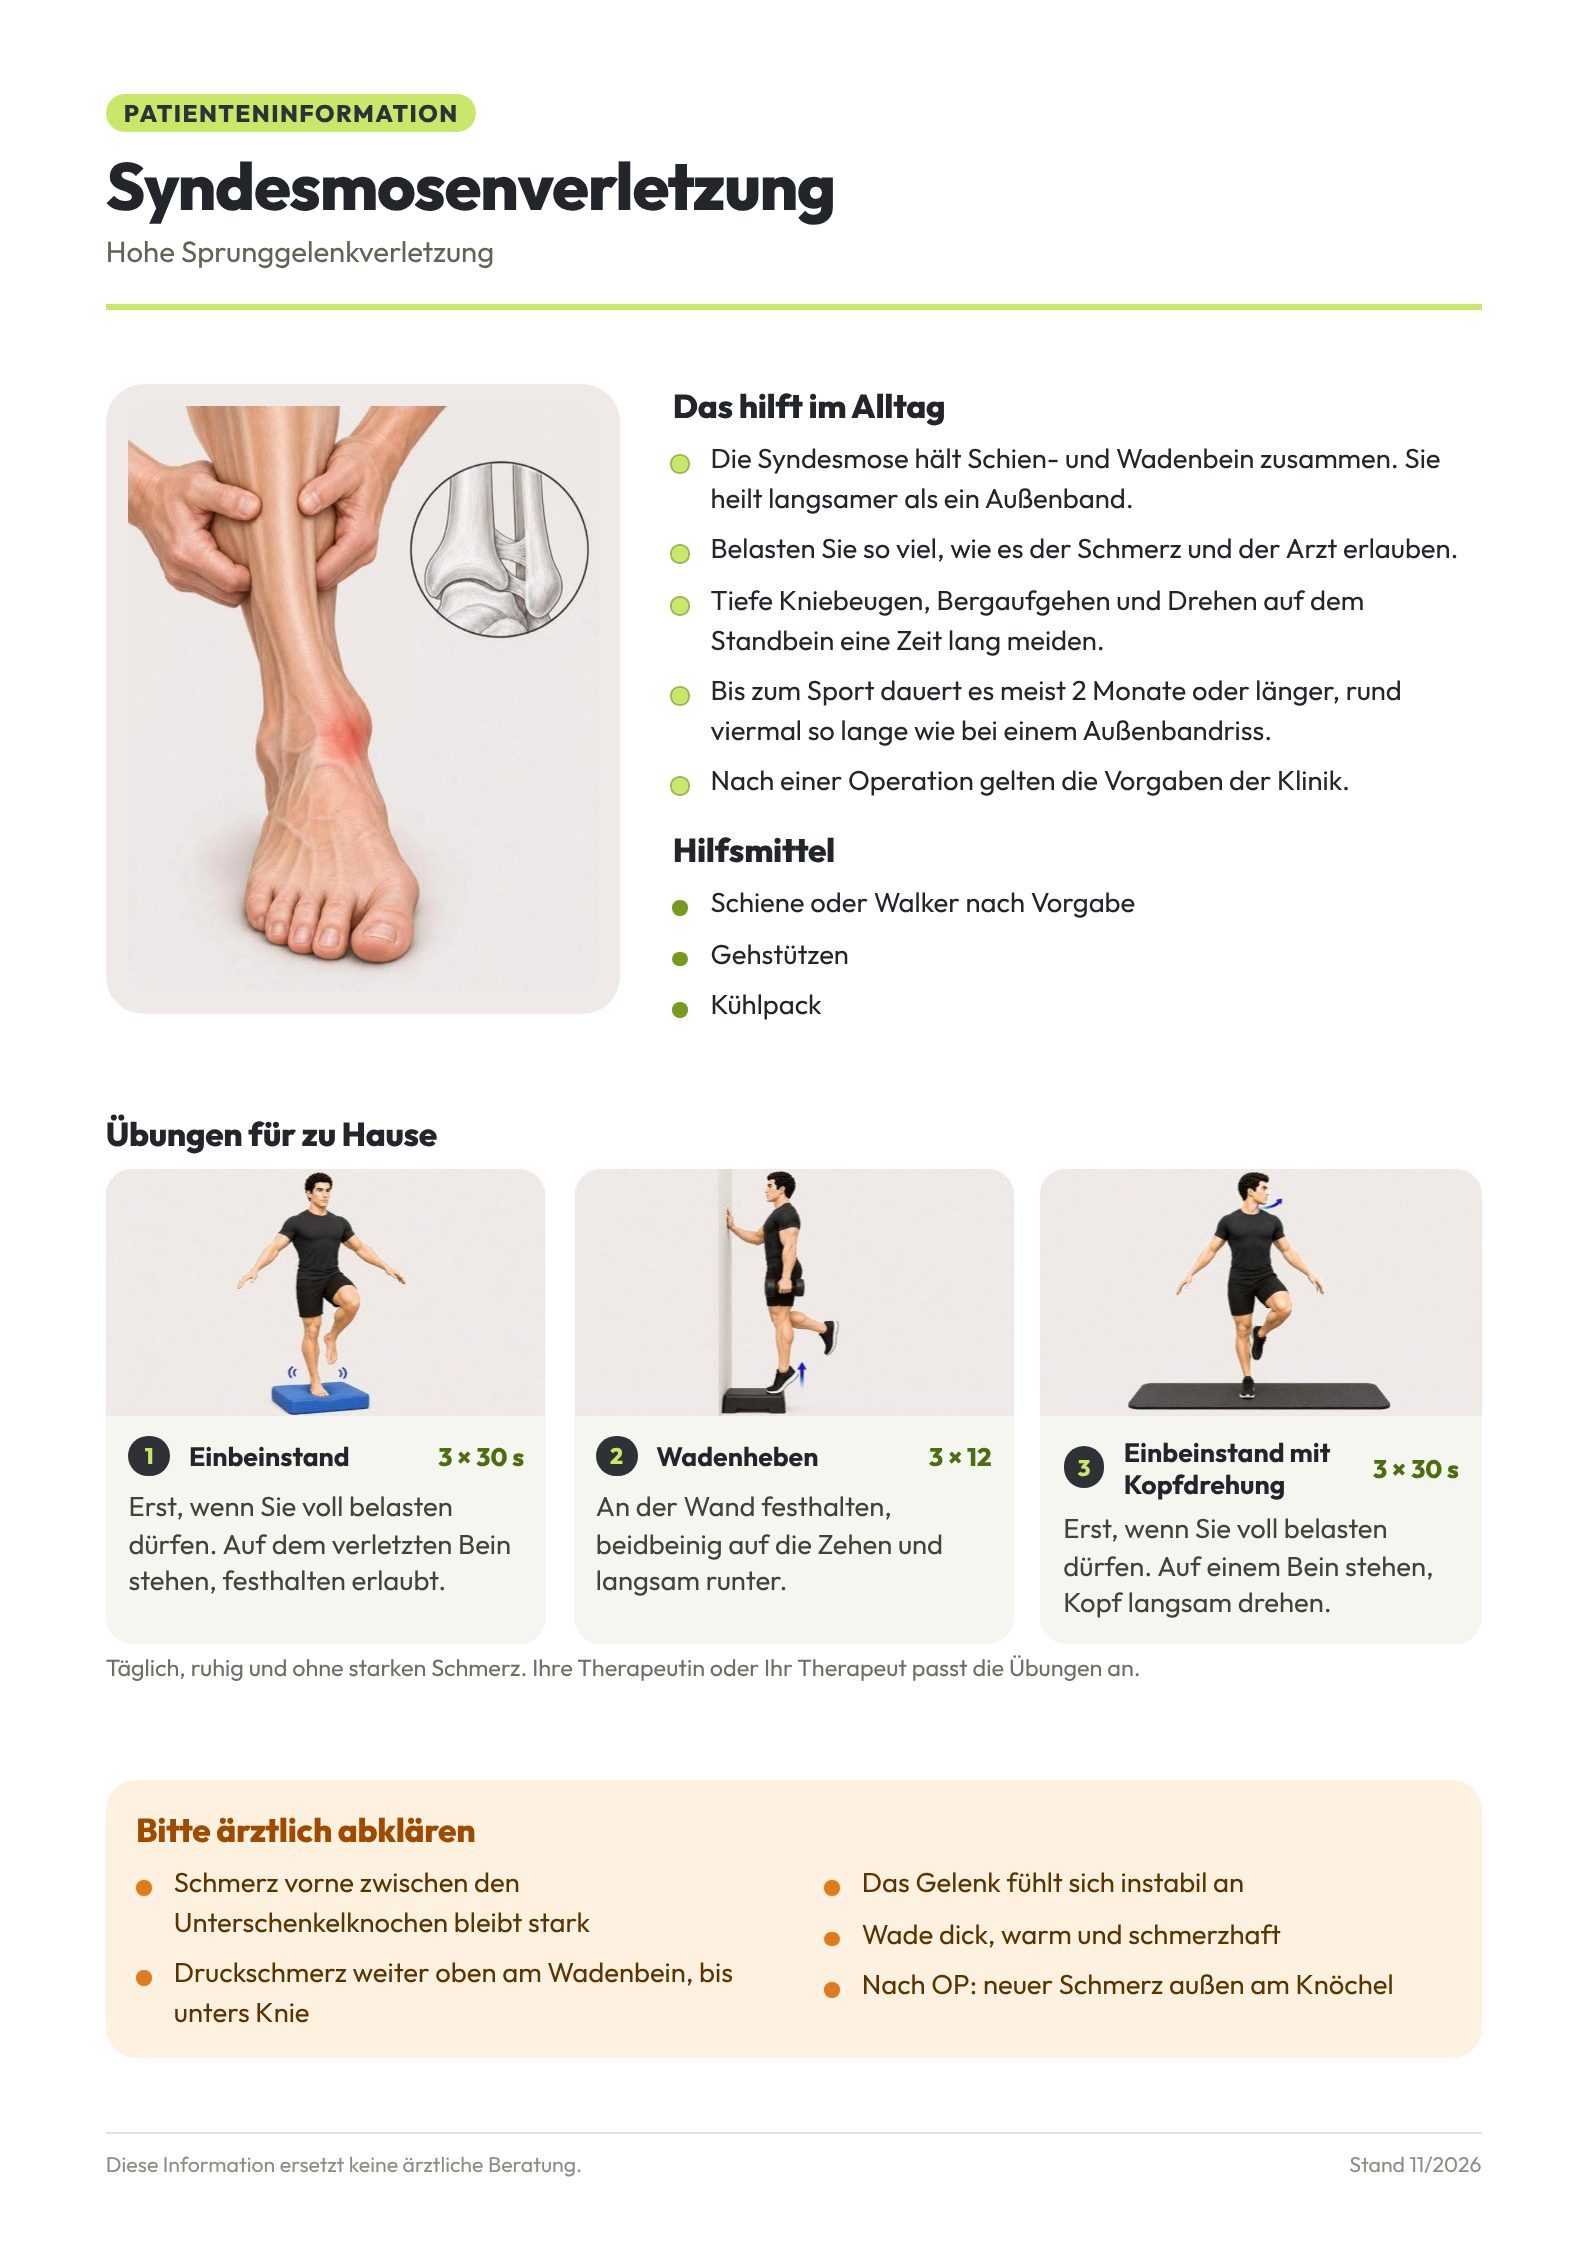 PATIENTENINFORMATION
Syndesmosenverletzung
Hohe Sprunggelenkverletzung
Das hilft im Alltag
Die Syndesmose hält Schien- und Wadenbein zusammen. Sie
heilt langsamer als ein Außenband.
Belasten Sie so viel, wie es der Schmerz und der Arzt erlauben.
Tiefe Kniebeugen, Bergaufgehen und Drehen auf dem
Standbein eine Zeit lang meiden.
Bis zum Sport dauert es meist 2 Monate oder länger, rund
viermal so lange wie bei einem Außenbandriss.
Nach einer Operation gelten die Vorgaben der Klinik.
Hilfsmittel
Schiene oder Walker nach Vorgabe
Gehstützen
Kühlpack
Übungen für zu Hause
1 Einbeinstand 3 × 30 s
Erst, wenn Sie voll belasten
dürfen. Auf dem verletzten Bein
stehen, festhalten erlaubt.
2 Wadenheben 3 × 12
An der Wand festhalten,
beidbeinig auf die Zehen und
langsam runter.
3 Einbeinstand mit
Kopfdrehung 3 × 30 s
Erst, wenn Sie voll belasten
dürfen. Auf einem Bein stehen,
Kopf langsam drehen.
Täglich, ruhig und ohne starken Schmerz. Ihre Therapeutin oder Ihr Therapeut passt die Übungen an.
Bitte ärztlich abklären
Schmerz vorne zwischen den
Unterschenkelknochen bleibt stark
Druckschmerz weiter oben am Wadenbein, bis
unters Knie
Das Gelenk fühlt sich instabil an
Wade dick, warm und schmerzhaft
Nach OP: neuer Schmerz außen am Knöchel
Diese Information ersetzt keine ärztliche Beratung.
Stand 11/2026